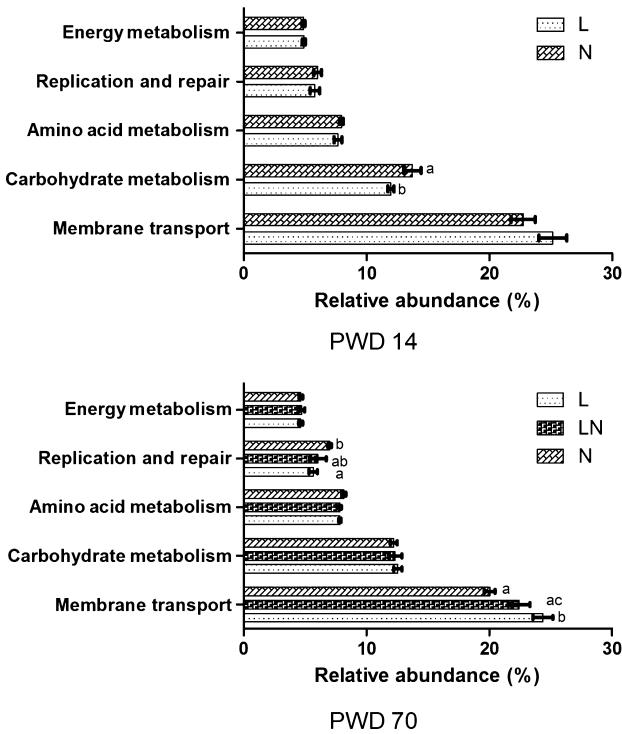 L
N
Energy metabolism
Replication and repair
Amino acid metabolism
Carbohydrate metabolism
a
b
Membrane transport
0 10 20 30
Relative abundance (%)
PWD 14
L
LN
N
Energy metabolism
b
Replication and repair
ab
a
Amino acid metabolism
Carbohydrate metabolism
a
Membrane transport
ac
b
0 10 20 30
Relative abundance (%)
PWD 70